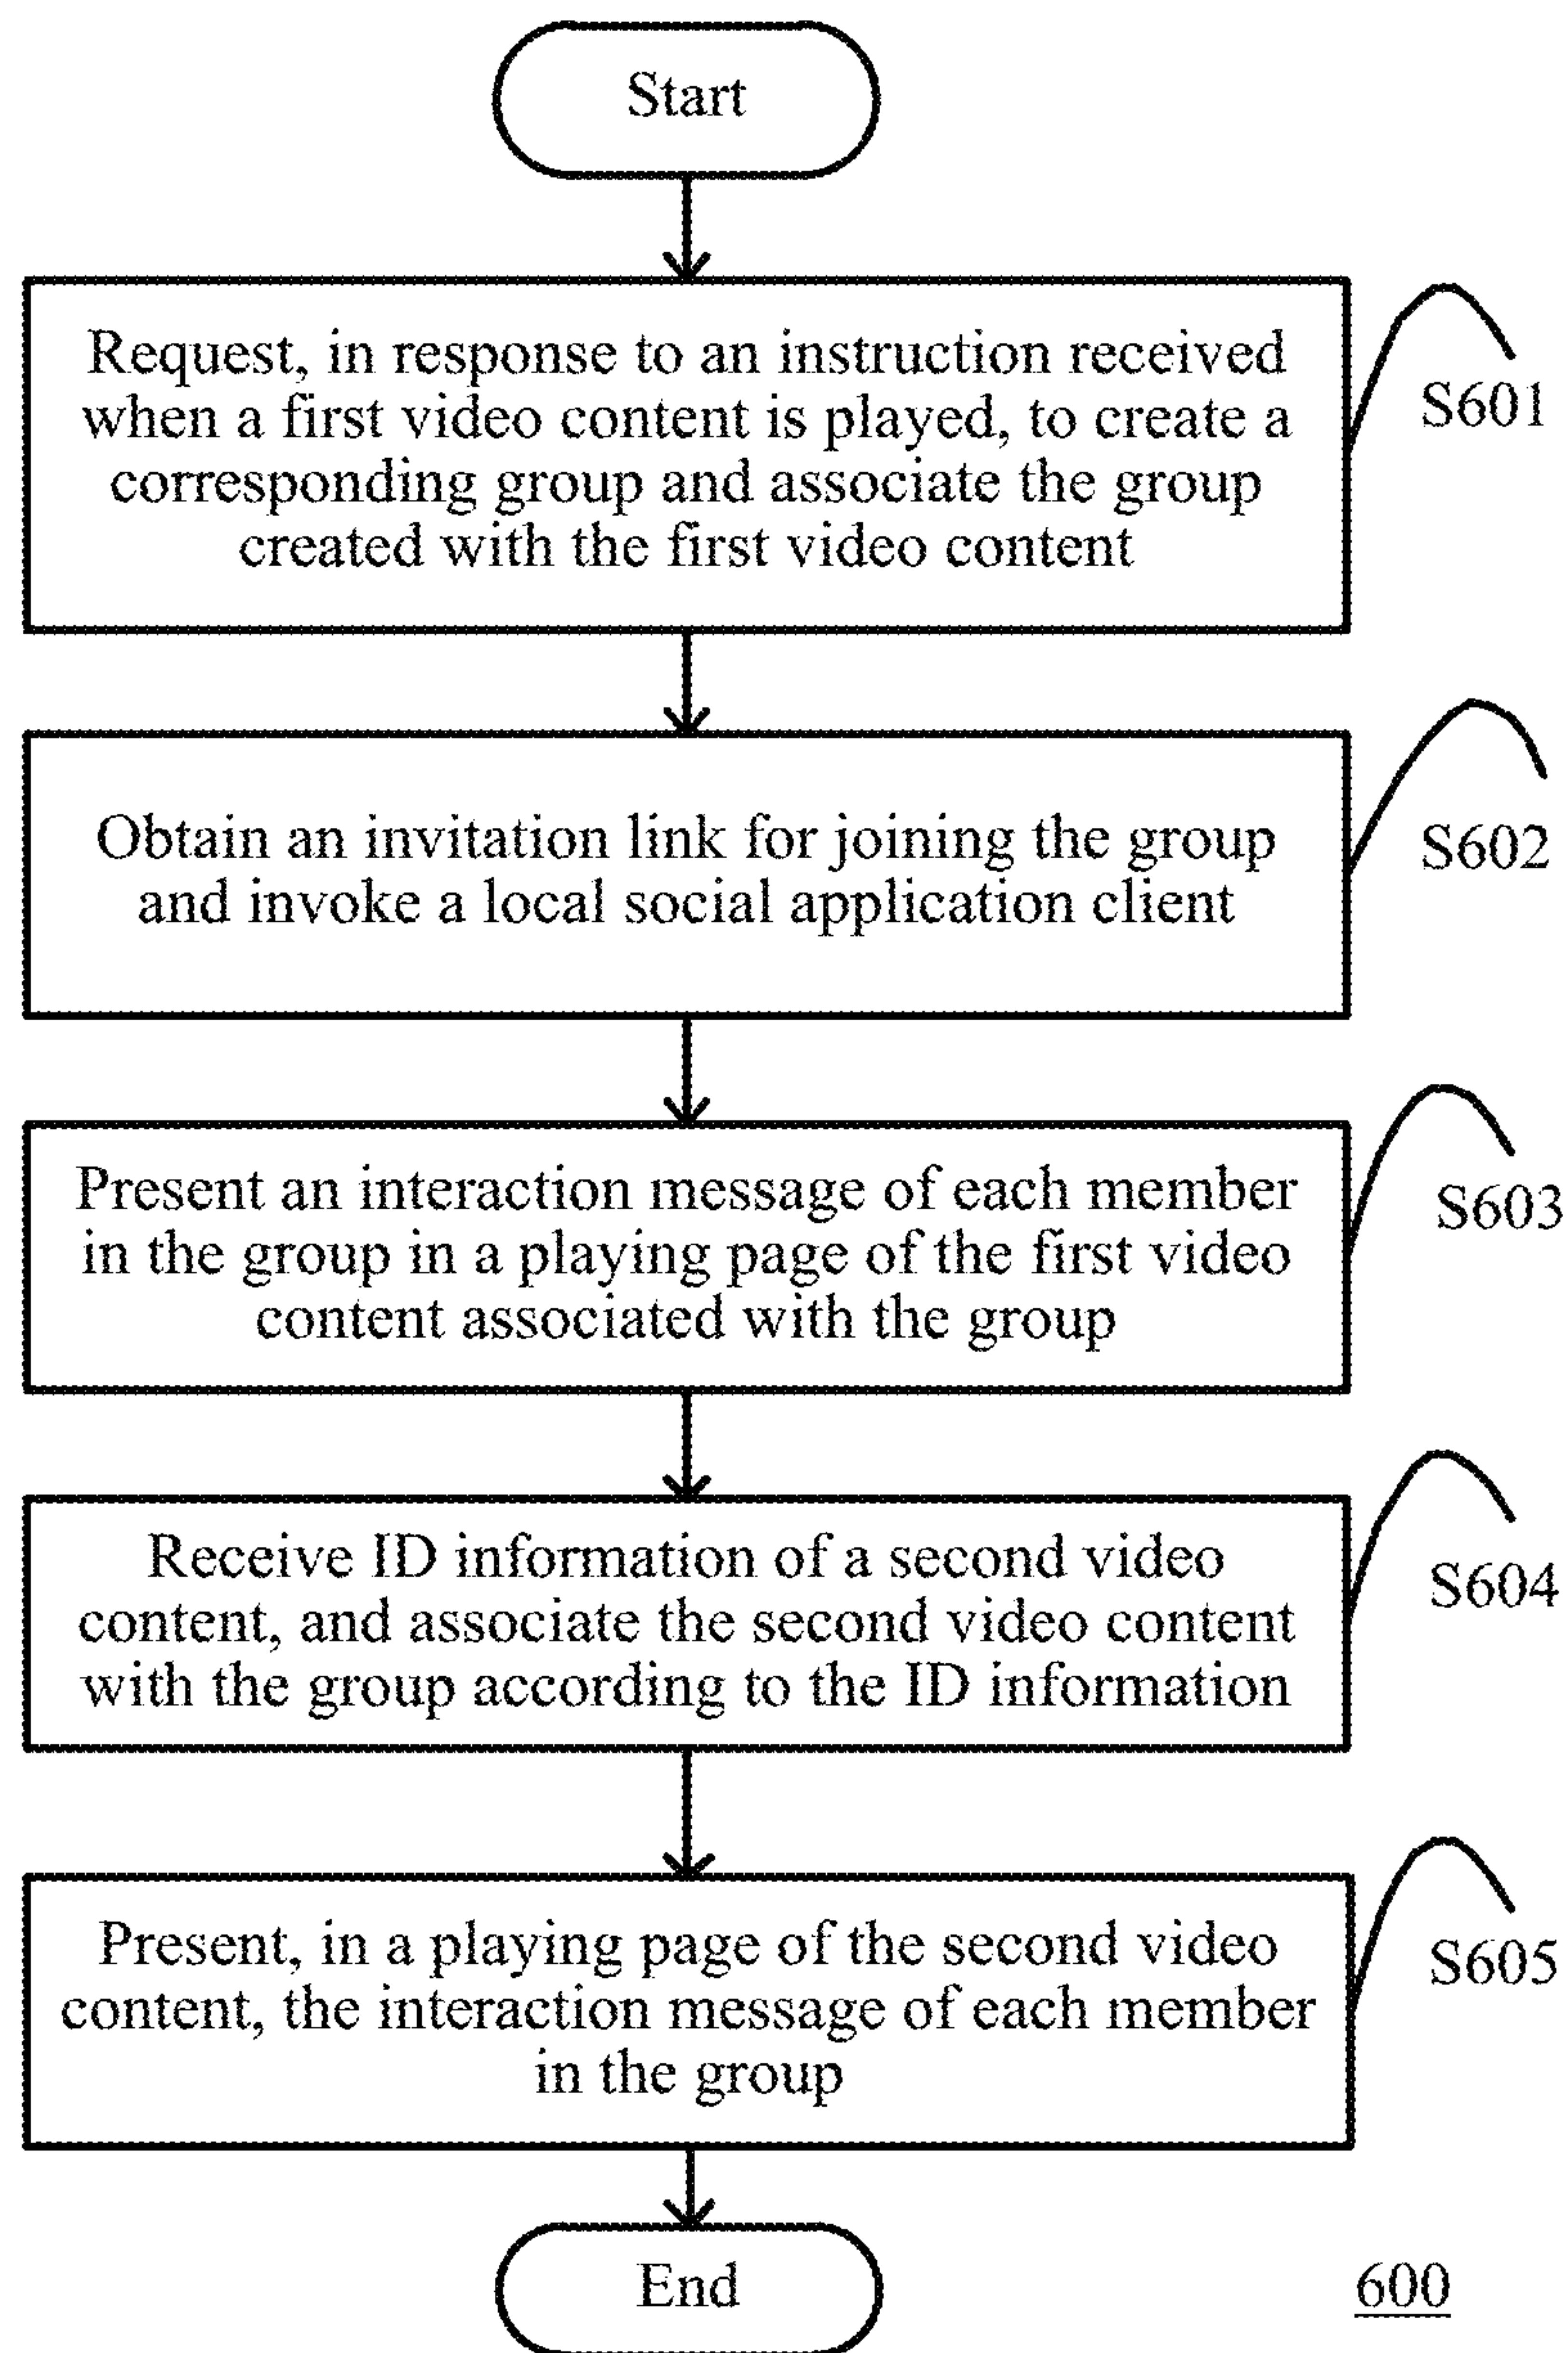 Start
Request, in response to an instruction received
when a first video content is played, to create a
corresponding group and associate the group
created with the first video content
S601
Obtain an invitation link for joining the group
and invoke a local social application client
S602
Present an interaction message of each member
in the group in a playing page of the first video
content associated with the group
S603
Receive ID information of a second video
content, and associate the second video content
with the group according to the ID information
S604
Present, in a playing page of the second video
content, the interaction message of each member
in the group
S605
End
600